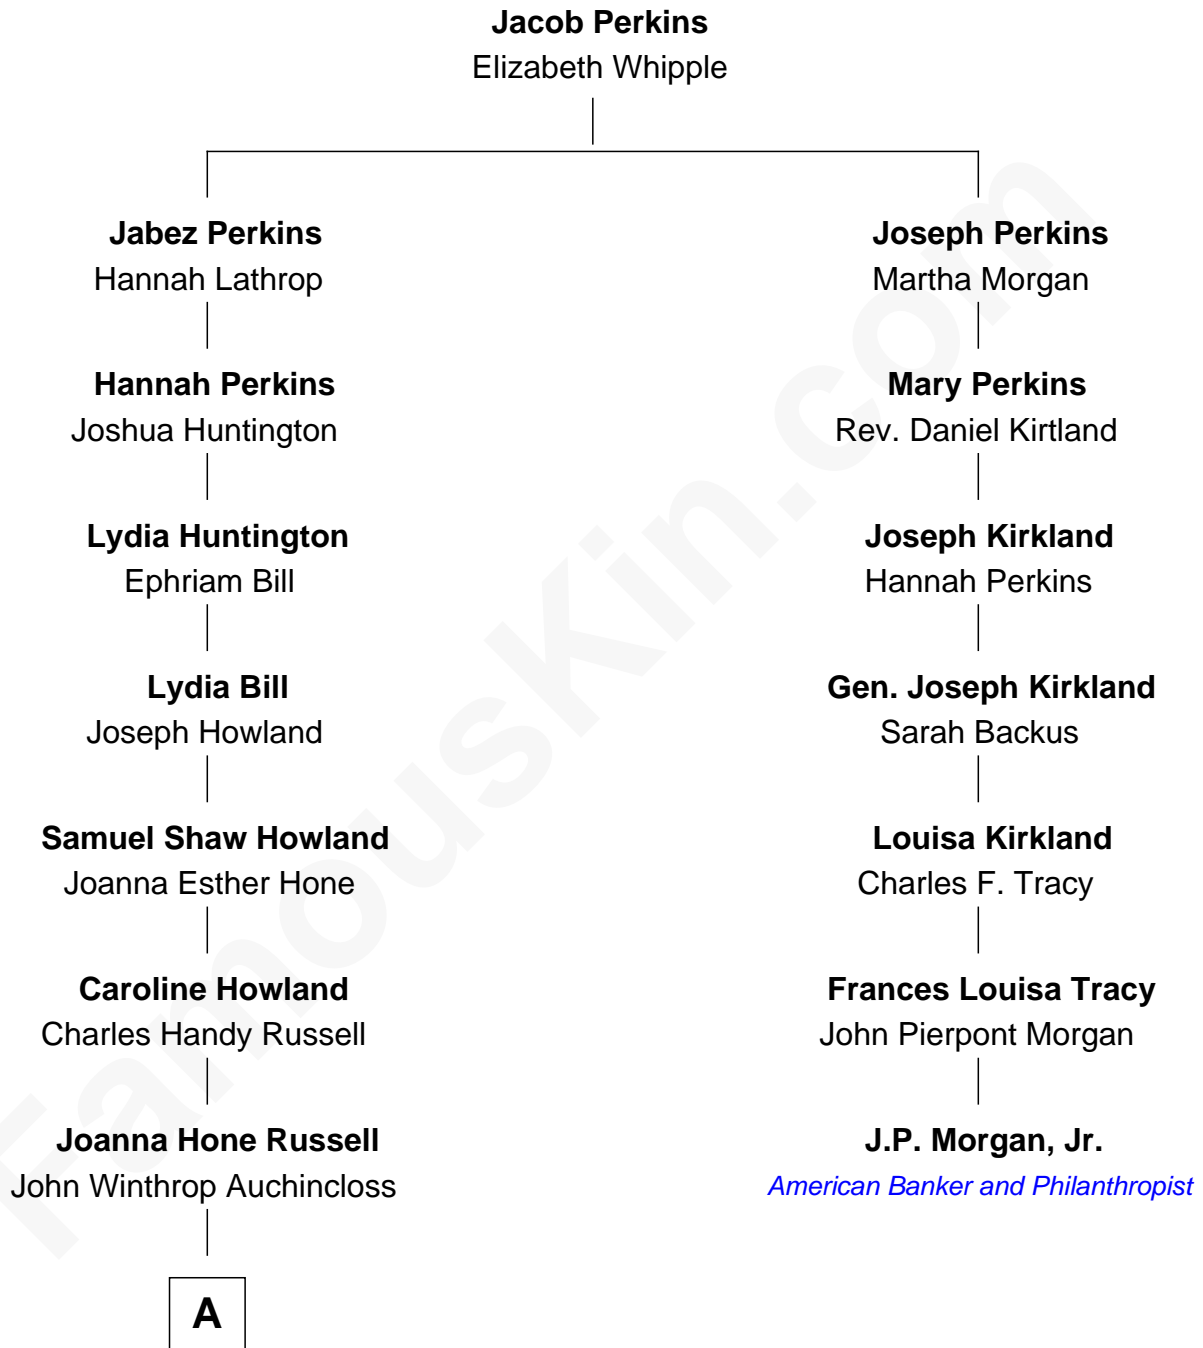 Jacob Perkins
Elizabeth Whipple
Jabez Perkins
Hannah Lathrop
Hannah Perkins
Joshua Huntington
Lydia Huntington
Ephriam Bill
Lydia Bill
Joseph Howland
Samuel Shaw Howland
Joanna Esther Hone
Caroline Howland
Charles Handy Russell
Joanna Hone Russell
John Winthrop Auchincloss
A
Joseph Perkins
Martha Morgan
Mary Perkins
Rev. Daniel Kirtland
Joseph Kirkland
Hannah Perkins
Gen. Joseph Kirkland
Sarah Backus
Louisa Kirkland
Charles F. Tracy
Frances Louisa Tracy
John Pierpont Morgan
J.P. Morgan, Jr.
American Banker and Philanthropist
FamousKin.com